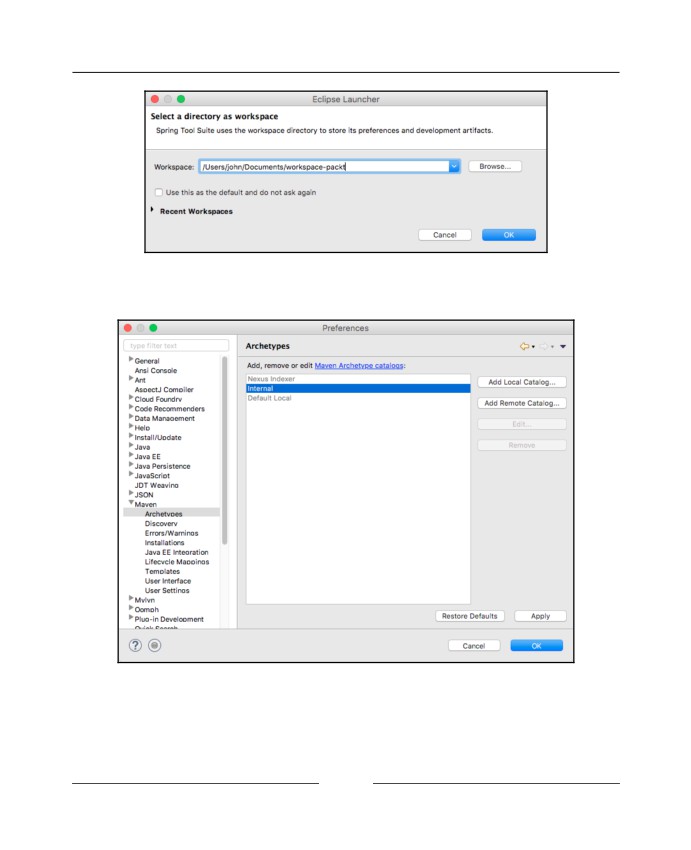 Eclipse Launcher
Select a directory as workspace
Spring Tool Suite uses the workspace directory to store its preferences and development artifacts.
Workspace: /Users/john/Documents/workspace-packt Browse...
Use this as the default and do not ask again
Recent Workspaces
Cancel OK
Preferences
type filter text
General
Ansi Console
Ant
AspectJ Compiler
Cloud Foundry
Code Recommenders
Data Management
Help
Install/Update
Java
Java EE
Java Persistence
JavaScript
JDT Weaving
JSON
Maven
Archetypes
Discovery
Errors/Warnings
Installations
Java EE Integration
Lifecycle Mappings
Templates
User Interface
User Settings
Mylyn
Oomph
Plug-in Development
Quick Search
Archetypes
Add, remove or edit Maven Archetype catalogs:
Nexus Indexer
Internal
Default Local
Add Local Catalog...
Add Remote Catalog...
Edit...
Remove
Restore Defaults Apply
Cancel OK